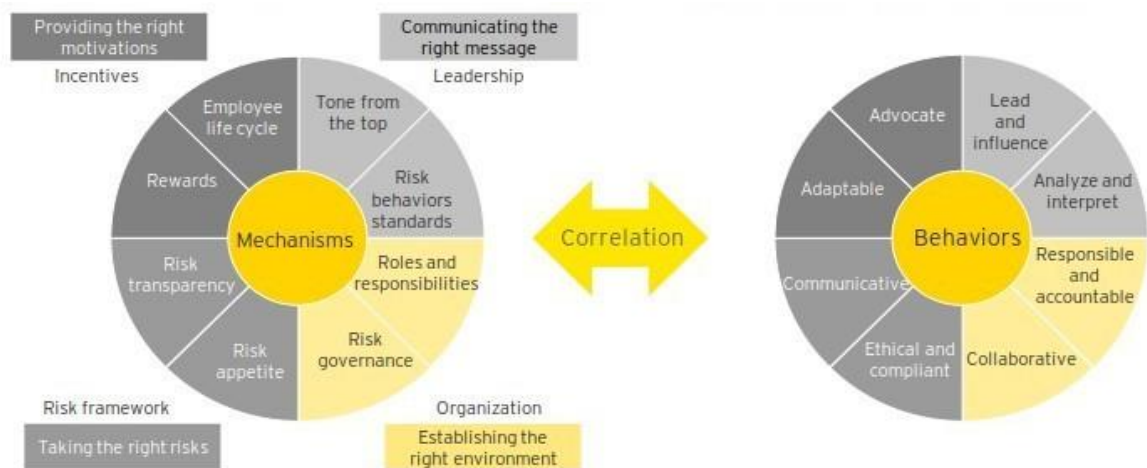 Providing the right
motivations
Incentives
Communicating the
right message
Leadership
Employee
life cycle
Tone from
the top
Rewards
Risk
behaviors
standards
Mechanisms
Risk
transparency
Roles and
responsibilities
Risk
appetite
Risk
governance
Risk framework
Taking the right risks
Organization
Establishing the
right environment
Correlation
Advocate
Lead
and
influence
Adaptable
Analyze and
interpret
Behaviors
Communicative
Responsible
and
accountable
Ethical and
compliant
Collaborative